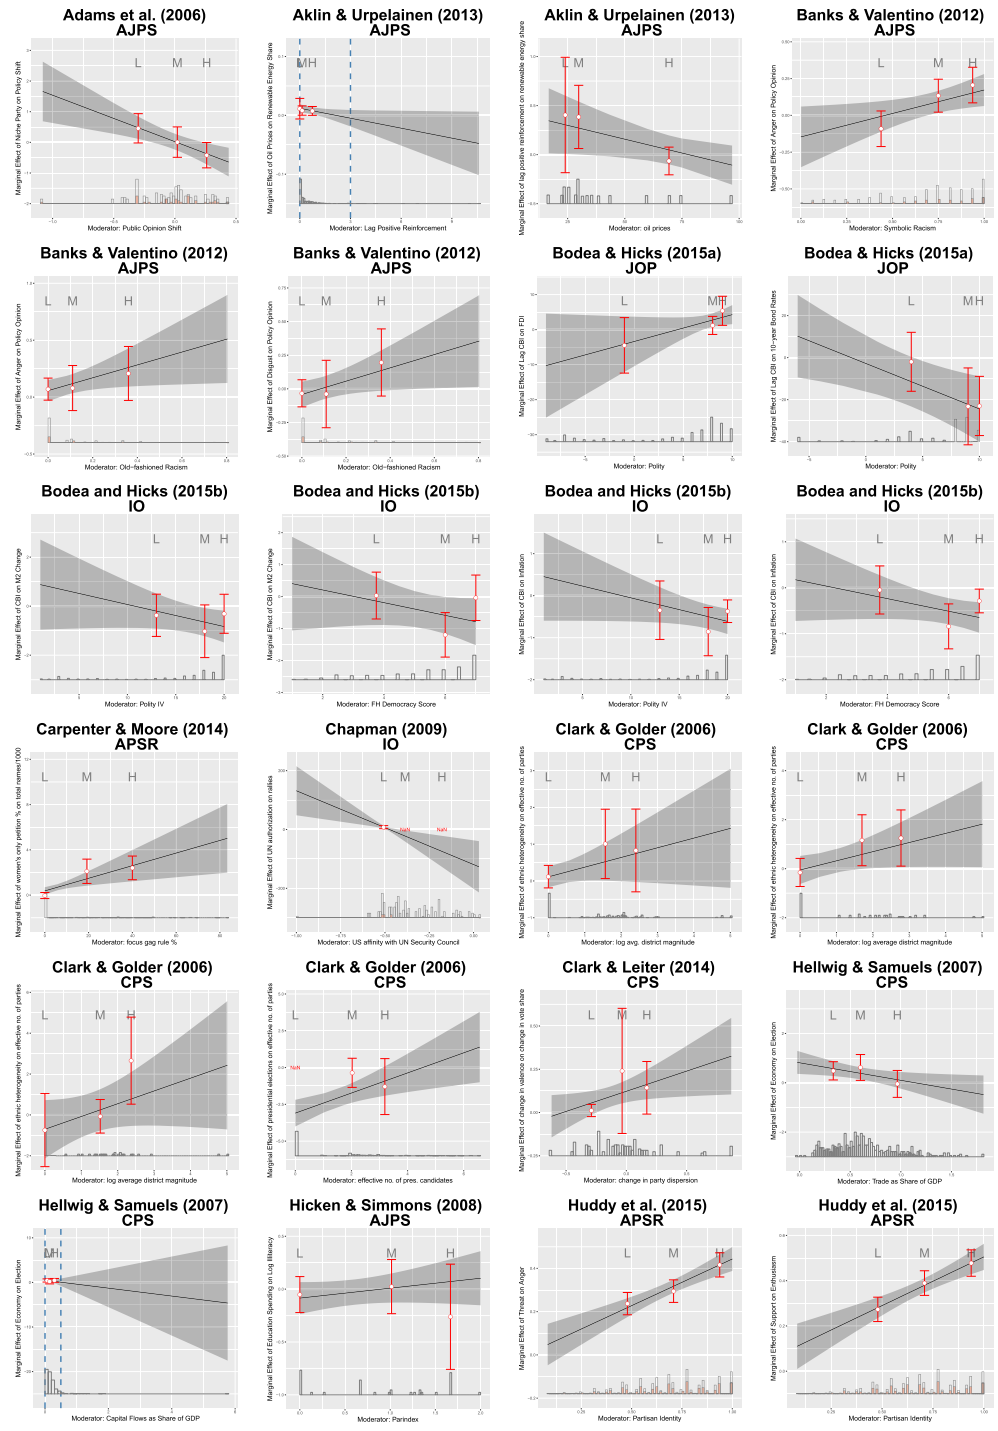 Adams et al. (2006)
AJPS
Marginal Effect of Niche Party on Policy Shift
L M H
Moderator: Public Opinion Shift
Aklin & Urpelainen (2013)
AJPS
Marginal Effect of Oil Prices on Renewable Energy Share
Moderator: Lag Positive Reinforcement
Aklin & Urpelainen (2013)
AJPS
Marginal Effect of lag positive reinforcement on renewable energy share
L M H
Moderator: oil prices
Banks & Valentino (2012)
AJPS
Marginal Effect of Anger on Policy Opinion
L M H
Moderator: Symbolic Racism
Banks & Valentino (2012)
AJPS
Marginal Effect of Anger on Policy Opinion
L M H
Moderator: Old−fashioned Racism
Banks & Valentino (2012)
AJPS
Marginal Effect of Disgust on Policy Opinion
L M H
Moderator: Old−fashioned Racism
Bodea & Hicks (2015a)
JOP
Marginal Effect of Lag CBI on FDI
L M H
Moderator: Polity
Bodea & Hicks (2015a)
JOP
Marginal Effect of Lag CBI on 10−year Bond Rates
L M H
Moderator: Polity
Bodea and Hicks (2015b)
IO
Marginal Effect of CBI on M2 Change
L M H
Moderator: Polity IV
Bodea and Hicks (2015b)
IO
Marginal Effect of CBI on M2 Change
L M H
Moderator: FH Democracy Score
Bodea and Hicks (2015b)
IO
Marginal Effect of CBI on Inflation
L M H
Moderator: Polity IV
Bodea and Hicks (2015b)
IO
Marginal Effect of CBI on Inflation
L M H
Moderator: FH Democracy Score
Carpenter & Moore (2014)
APSR
Marginal Effect of women's only petition % on total names/1000
L M H
Moderator: focus gag rule %
Chapman (2009)
IO
Marginal Effect of UN authorization on rallies
L M H
NaN NaN
Moderator: US affinity with UN Security Council
Clark & Golder (2006)
CPS
Marginal Effect of ethnic heterogeneity on effective no. of parties
L M H
Moderator: log avg. district magnitude
Clark & Golder (2006)
CPS
Marginal Effect of ethnic heterogeneity on effective no. of parties
L M H
Moderator: log average district magnitude
Clark & Golder (2006)
CPS
Marginal Effect of ethnic heterogeneity on effective no. of parties
L M H
Moderator: log average district magnitude
Clark & Golder (2006)
CPS
Marginal Effect of presidential elections on effective no. of parties
L M H
NaN
Moderator: effective no. of pres. candidates
Clark & Leiter (2014)
CPS
Marginal Effect of change in valence on change in vote share
L M H
Moderator: change in party dispersion
Hellwig & Samuels (2007)
CPS
Marginal Effect of Economy on Election
L M H
Moderator: Trade as Share of GDP
Hellwig & Samuels (2007)
CPS
Marginal Effect of Economy on Election
Moderator: Capital Flows as Share of GDP
Hicken & Simmons (2008)
AJPS
Marginal Effect of Education Spending on Log Illiteracy
L M H
Moderator: Parindex
Huddy et al. (2015)
APSR
Marginal Effect of Threat on Anger
L M H
Moderator: Partisan Identity
Huddy et al. (2015)
APSR
Marginal Effect of Support on Enthusiasm
L M H
Moderator: Partisan Identity